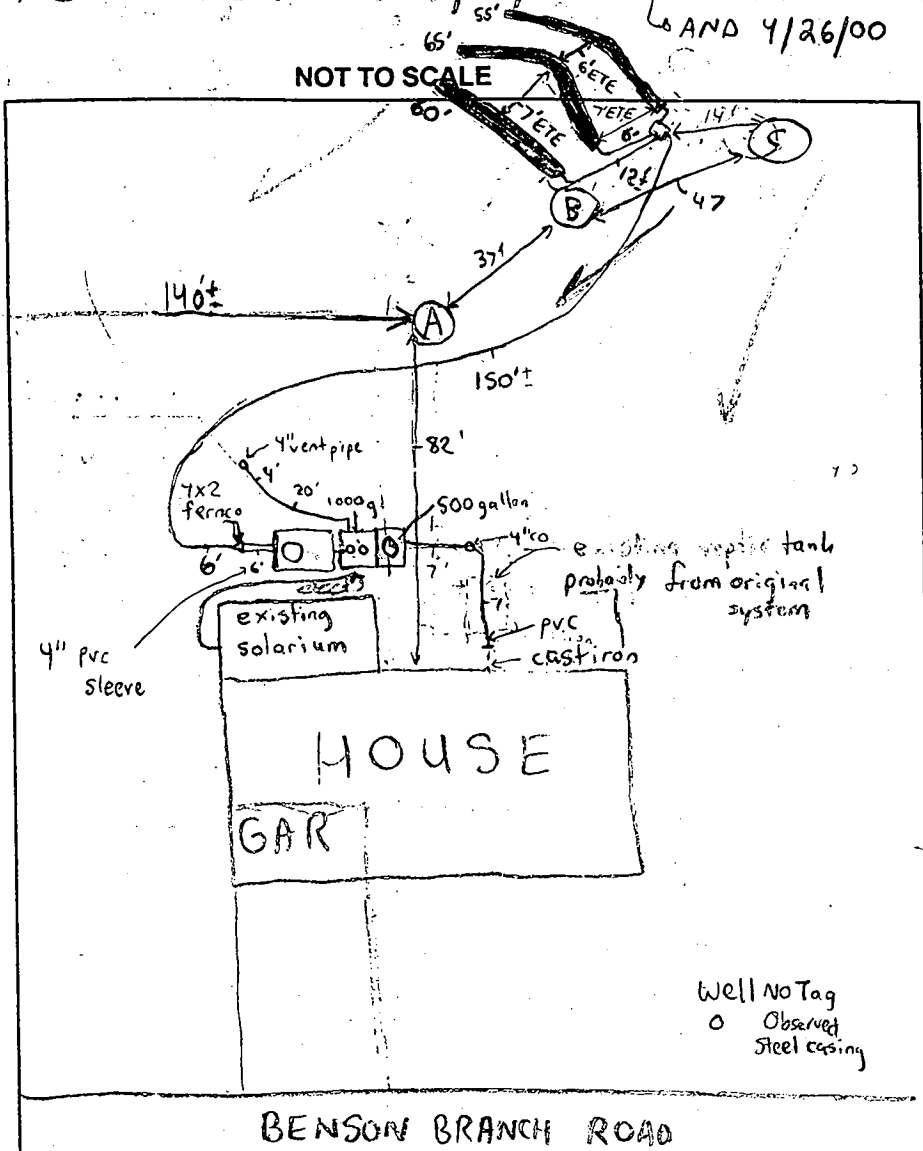 AND 4/26/00
55'
65'
NOT TO SCALE
6'ETE
60'
7'ETE
7'ETE
6'
14'
C
12'
B
47
37'
140'±
A
150'±
82'
4" vent pipe
4'
20'
1000g
500 gallon
fernco
6'
6'
7'
4"co
7'
existing septic tank
probably from original
system
pvc
cast iron
existing
solarium
4" pvc
sleeve
HOUSE
GAR
Well No Tag
O Observed
Steel casing
BENSON BRANCH ROAD